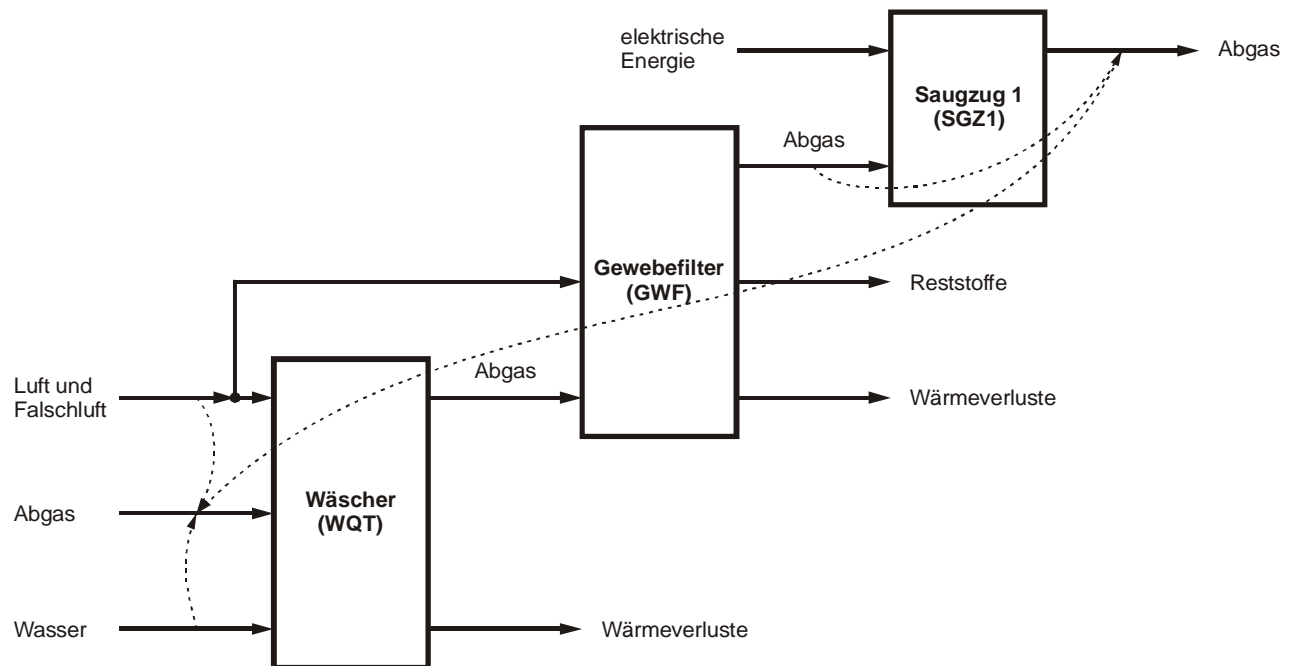 elektrische
Energie
Abgas
Saugzug 1
(SGZ1)
Abgas
Gewebefilter
(GWF)
Reststoffe
Luft und
Falschluft
Abgas
Wärmeverluste
Abgas
Wäscher
(WQT)
Wasser
Wärmeverluste